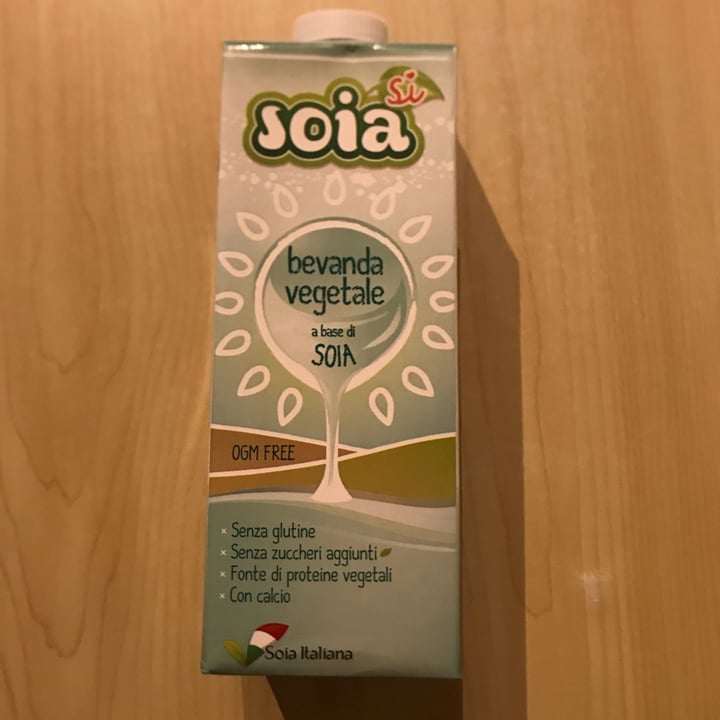 Sì
soia
bevanda
vegetale
a base di
SOIA
OGM FREE
× Senza glutine
× Senza zuccheri aggiunti
× Fonte di proteine vegetali
× Con calcio
Soia Italiana